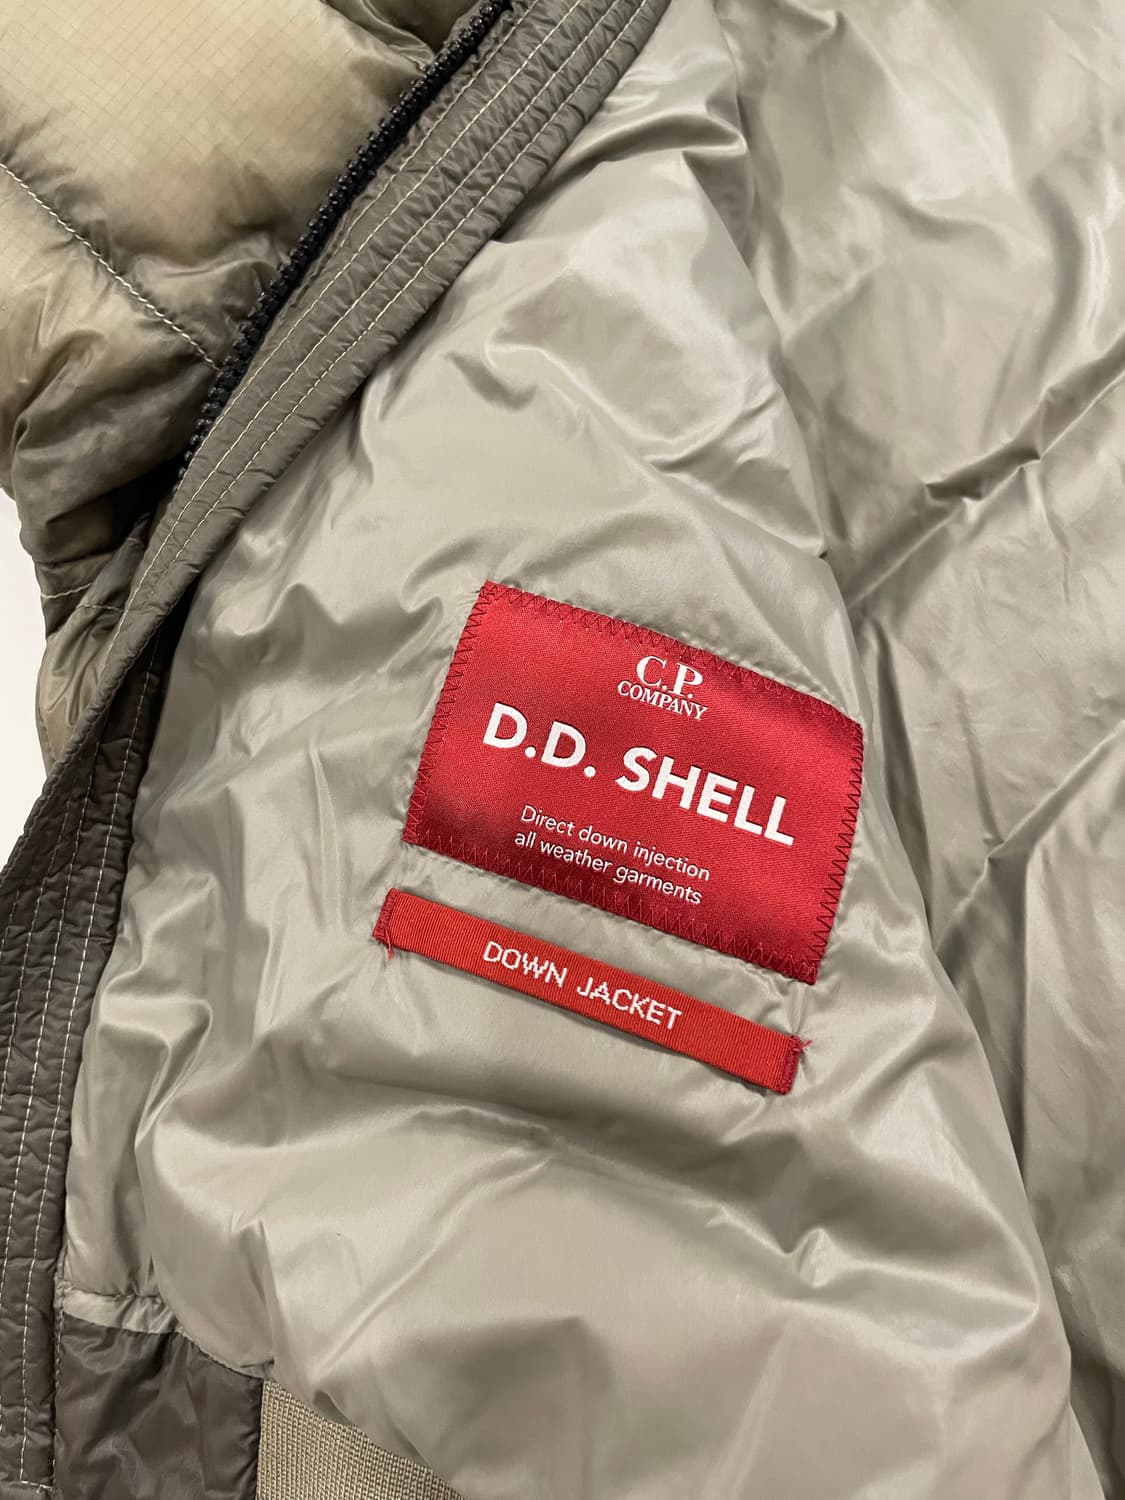 C.P.
COMPANY
D.D. SHELL
Direct down injection
all weather garments
DOWN JACKET